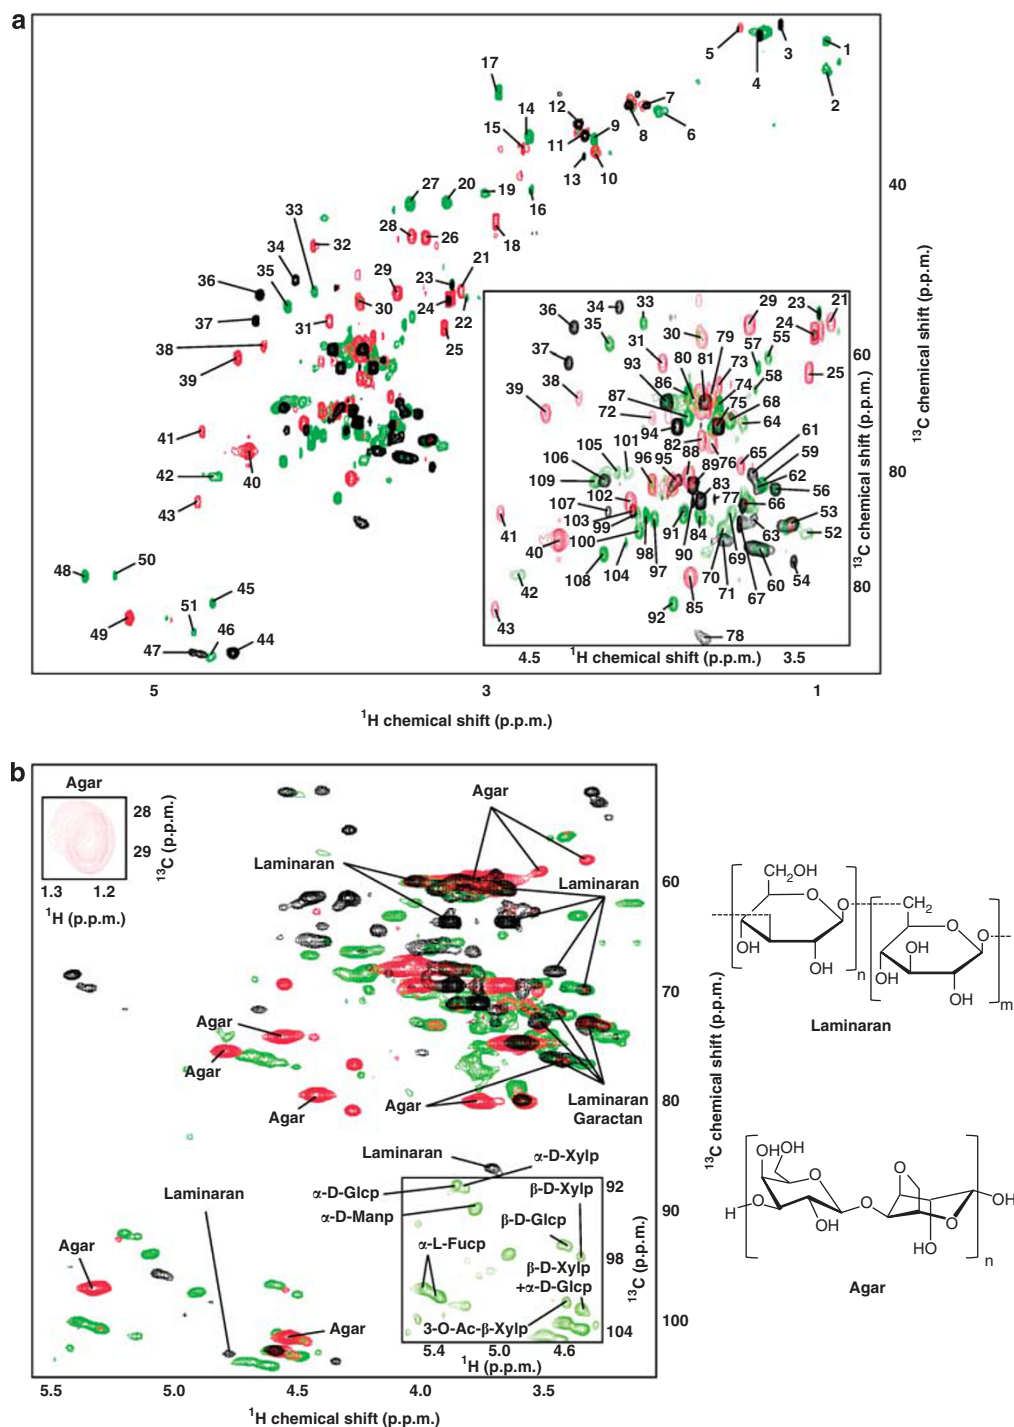 a
5 3 1
4 2
17
12 7
14 9 6
15 11 8
13 10
40
33 27 20 19 16
28 26 18
32
34 29 23 21
36 35 24 22
37 31 30 25
38
39
41
40
42
43
48 50 45
51
49
47 46 44
36 34 33 29 23 21
35 30 79 57 55 24
37 31 80 81 73 58 25
93 86 74
39 38 87 75 68
72 64
94 82 76 65 61
105 101 96 95 88 89 59
106 62
109 102 83 77 66 56
107 53
41 103 99 91 84 63 52
40 100 98 90 69
108 104 97 70 71 67 60 54
42 92 85
43 78
4.5 3.5
¹H chemical shift (p.p.m.)
¹³C chemical shift (p.p.m.)
60
80
¹³C chemical shift (p.p.m.)
60
80
5 3 1
¹H chemical shift (p.p.m.)
b
Agar
28
29
¹³C (p.p.m.)
1.3 1.2
¹H (p.p.m.)
Agar
Laminaran
Laminaran
Agar
Agar
Agar
Agar
Laminaran
Garactan
Laminaran
Laminaran
Agar
Agar
α-D-Xylp
α-D-Glcp
α-D-Manp
β-D-Xylp
β-D-Glcp
α-L-Fucp
β-D-Xylp
+α-D-Glcp
3-O-Ac-β-Xylp
92
98
104
¹³C (p.p.m.)
5.4 5.0 4.6
¹H (p.p.m.)
60
70
80
90
100
¹³C chemical shift (p.p.m.)
5.5 5.0 4.5 4.0 3.5
¹H chemical shift (p.p.m.)
CH₂OH
O
O
OH
OH
n
CH₂
O
O
OH
OH
OH
m
Laminaran
OH
OH
O
H
O
OH
O
O
O
OH
HO
n
Agar